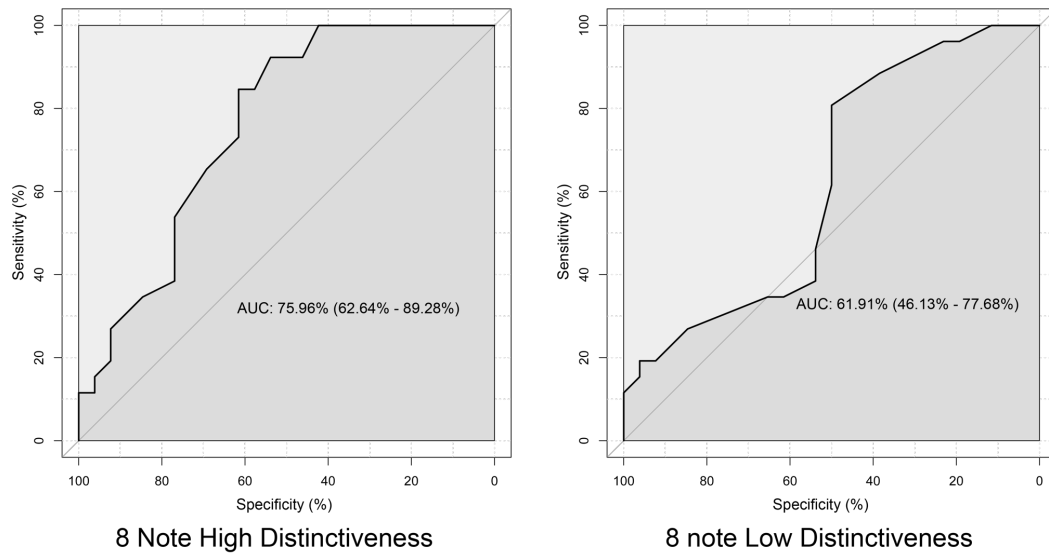 100
80
60
40
20
0
Sensitivity (%)
AUC: 75.96% (62.64% - 89.28%)
100 80 60 40 20 0
Specificity (%)
8 Note High Distinctiveness
100
80
60
40
20
0
Sensitivity (%)
AUC: 61.91% (46.13% - 77.68%)
100 80 60 40 20 0
Specificity (%)
8 note Low Distinctiveness